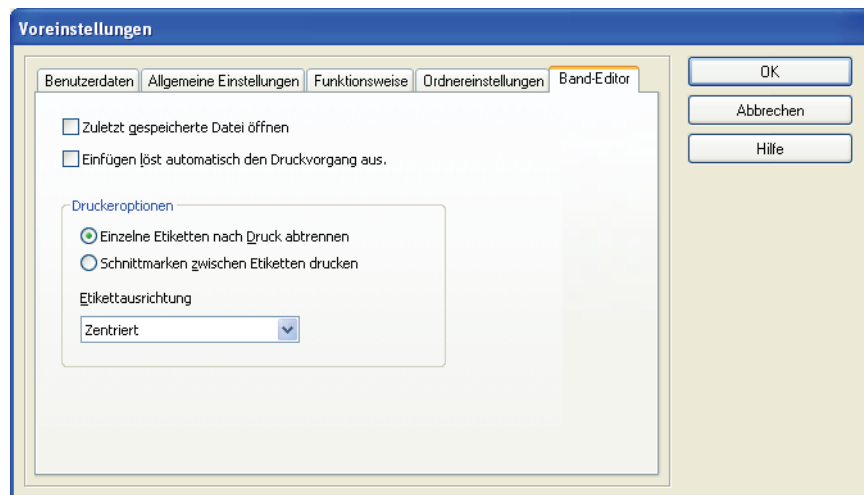 Voreinstellungen
Benutzerdaten Allgemeine Einstellungen Funktionsweise Ordnereinstellungen Band-Editor
OK
Abbrechen
Hilfe
Zuletzt gespeicherte Datei öffnen
Einfügen löst automatisch den Druckvorgang aus.
Druckeroptionen
Einzelne Etiketten nach Druck abtrennen
Schnittmarken zwischen Etiketten drucken
Etikettausrichtung
Zentriert